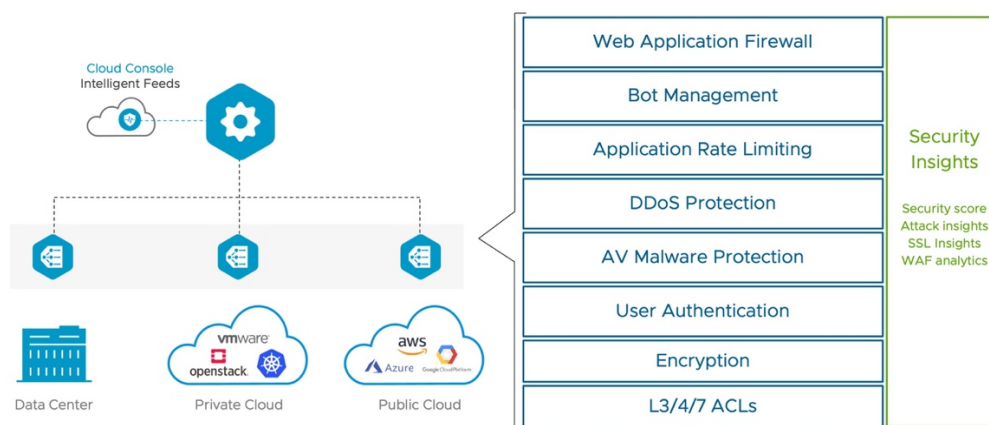 Cloud Console
Intelligent Feeds
vmware
openstack.
aws
Azure
Google Cloud Platform
Data Center
Private Cloud
Public Cloud
Web Application Firewall
Bot Management
Application Rate Limiting
DDoS Protection
AV Malware Protection
User Authentication
Encryption
L3/4/7 ACLs
Security
Insights
Security score
Attack insights
SSL Insights
WAF analytics